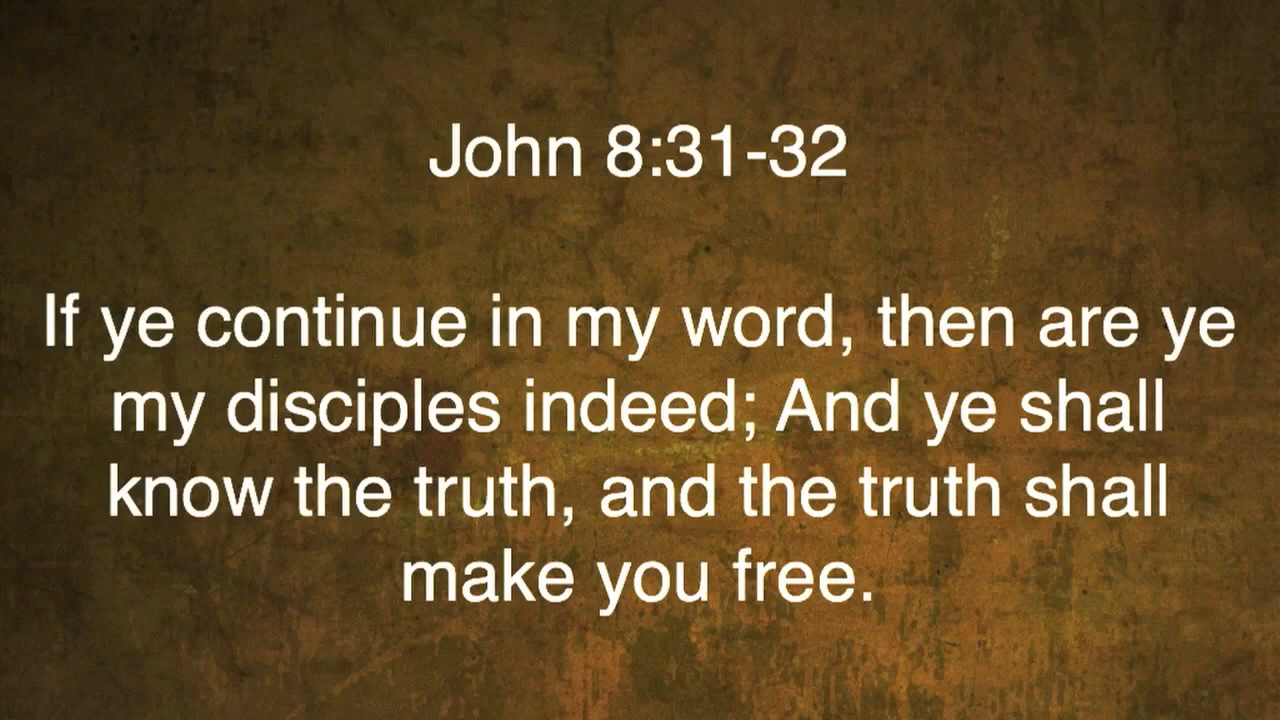 John 8:31-32
If ye continue in my word, then are ye
my disciples indeed; And ye shall
know the truth, and the truth shall
make you free.